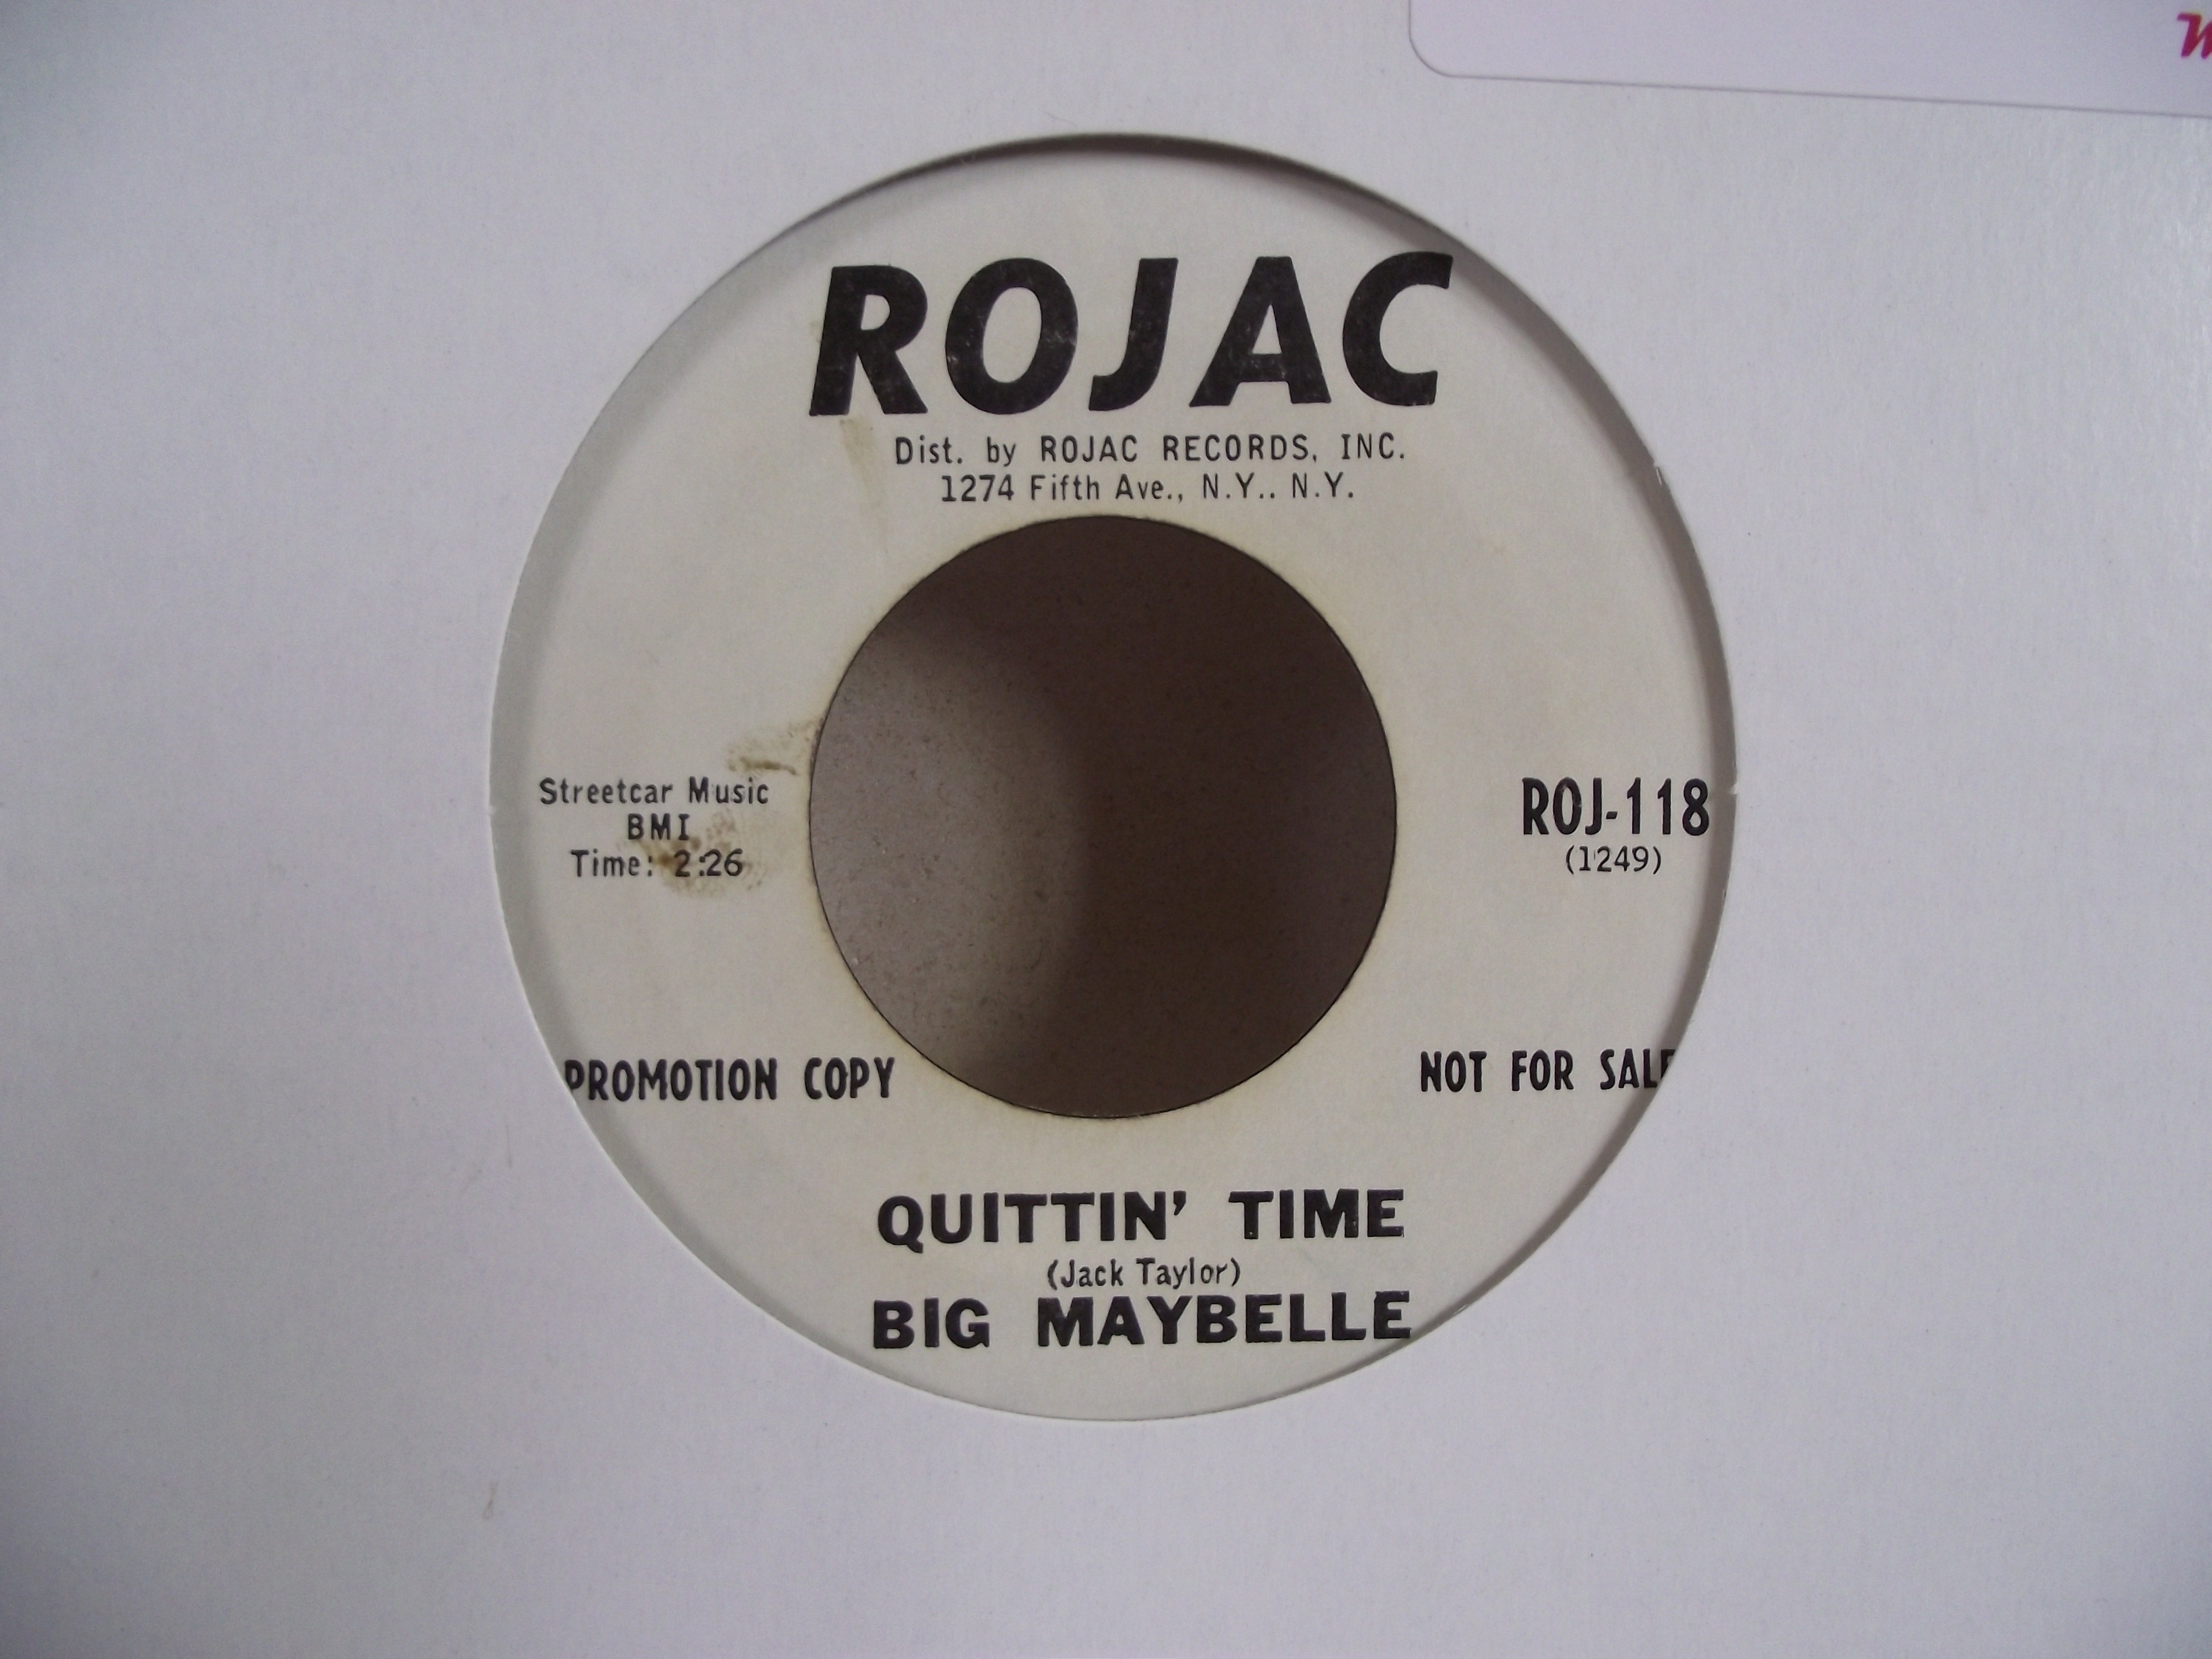 ROJAC
Dist. by ROJAC RECORDS, INC.
1274 Fifth Ave., N.Y.. N.Y.
Streetcar Music
BMI
Time: 2:26
ROJ-118
(1249)
PROMOTION COPY
NOT FOR SALE
QUITTIN' TIME
(Jack Taylor)
BIG MAYBELLE